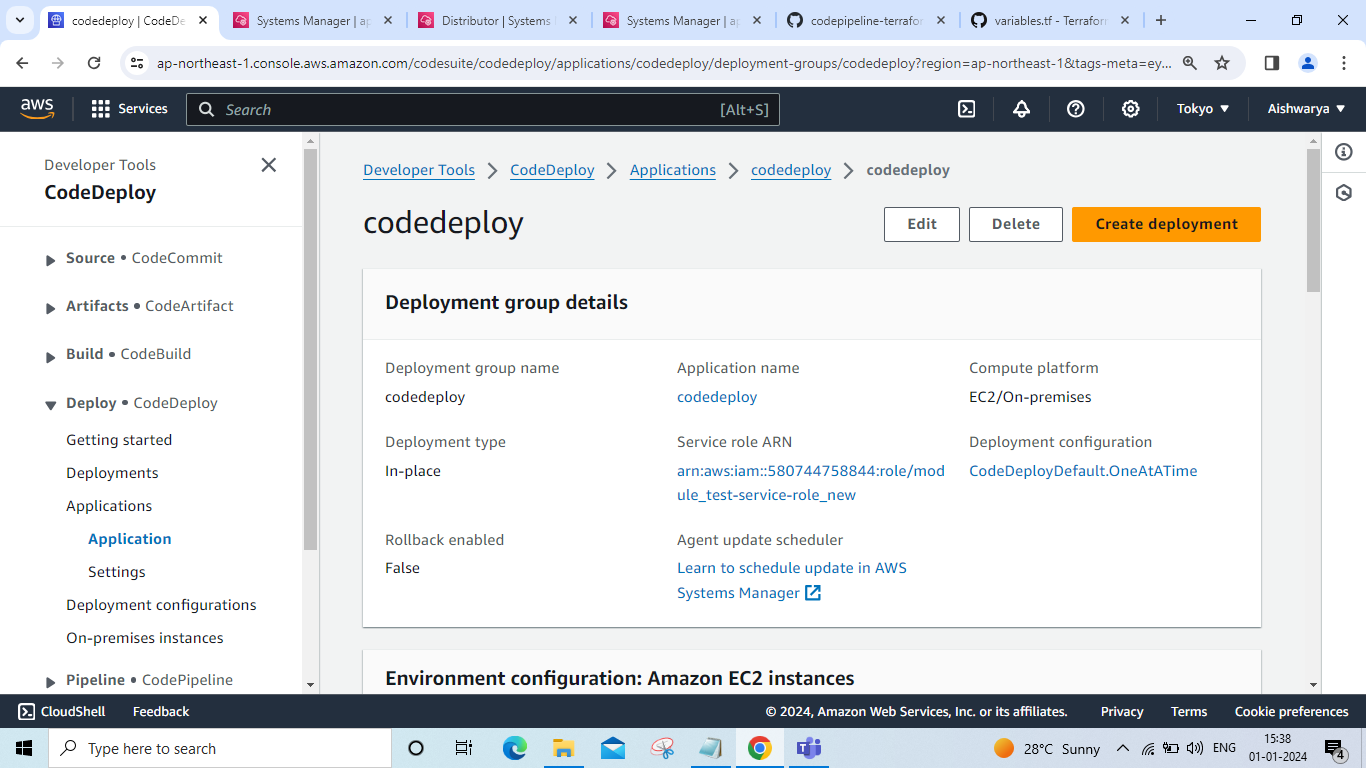 codedeploy | CodeDe
Systems Manager | ap
Distributor | Systems
Systems Manager | ap
codepipeline-terrafor
variables.tf - Terraform
ap-northeast-1.console.aws.amazon.com/codesuite/codedeploy/applications/codedeploy/deployment-groups/codedeploy?region=ap-northeast-1&tags-meta=ey...
aws
Services
Search
[Alt+S]
Tokyo
Aishwarya
Developer Tools
CodeDeploy
Source • CodeCommit
Artifacts • CodeArtifact
Build • CodeBuild
Deploy • CodeDeploy
Getting started
Deployments
Applications
Application
Settings
Deployment configurations
On-premises instances
Pipeline • CodePipeline
Developer Tools
CodeDeploy
Applications
codedeploy
codedeploy
codedeploy
Edit
Delete
Create deployment
Deployment group details
Deployment group name
codedeploy
Application name
codedeploy
Compute platform
EC2/On-premises
Deployment type
In-place
Service role ARN
arn:aws:iam::580744758844:role/mod
ule_test-service-role_new
Deployment configuration
CodeDeployDefault.OneAtATime
Rollback enabled
False
Agent update scheduler
Learn to schedule update in AWS
Systems Manager
Environment configuration: Amazon EC2 instances
CloudShell
Feedback
© 2024, Amazon Web Services, Inc. or its affiliates.
Privacy
Terms
Cookie preferences
Type here to search
28°C Sunny
ENG
15:38
01-01-2024
4